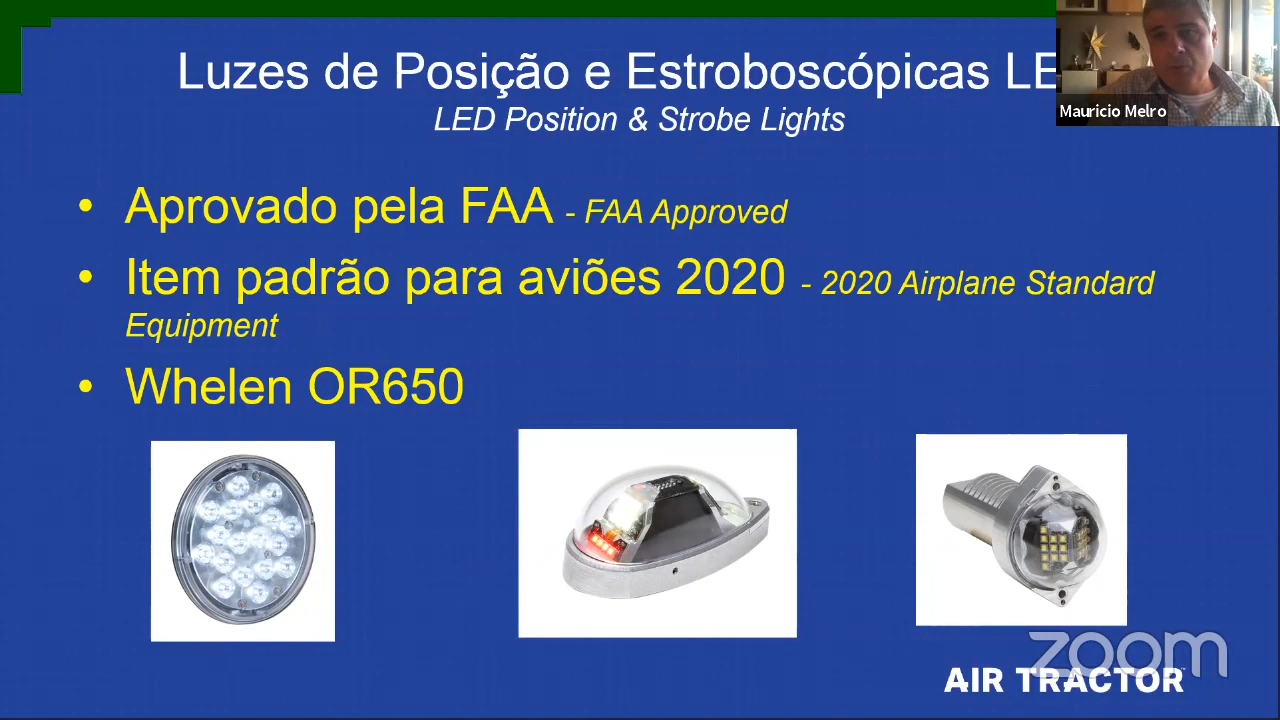 Luzes de Posição e Estroboscópicas LE
LED Position & Strobe Lights
Mauricio Melro
• Aprovado pela FAA - FAA Approved
• Item padrão para aviões 2020 - 2020 Airplane Standard
Equipment
• Whelen OR650
zoom
AIR TRACTOR